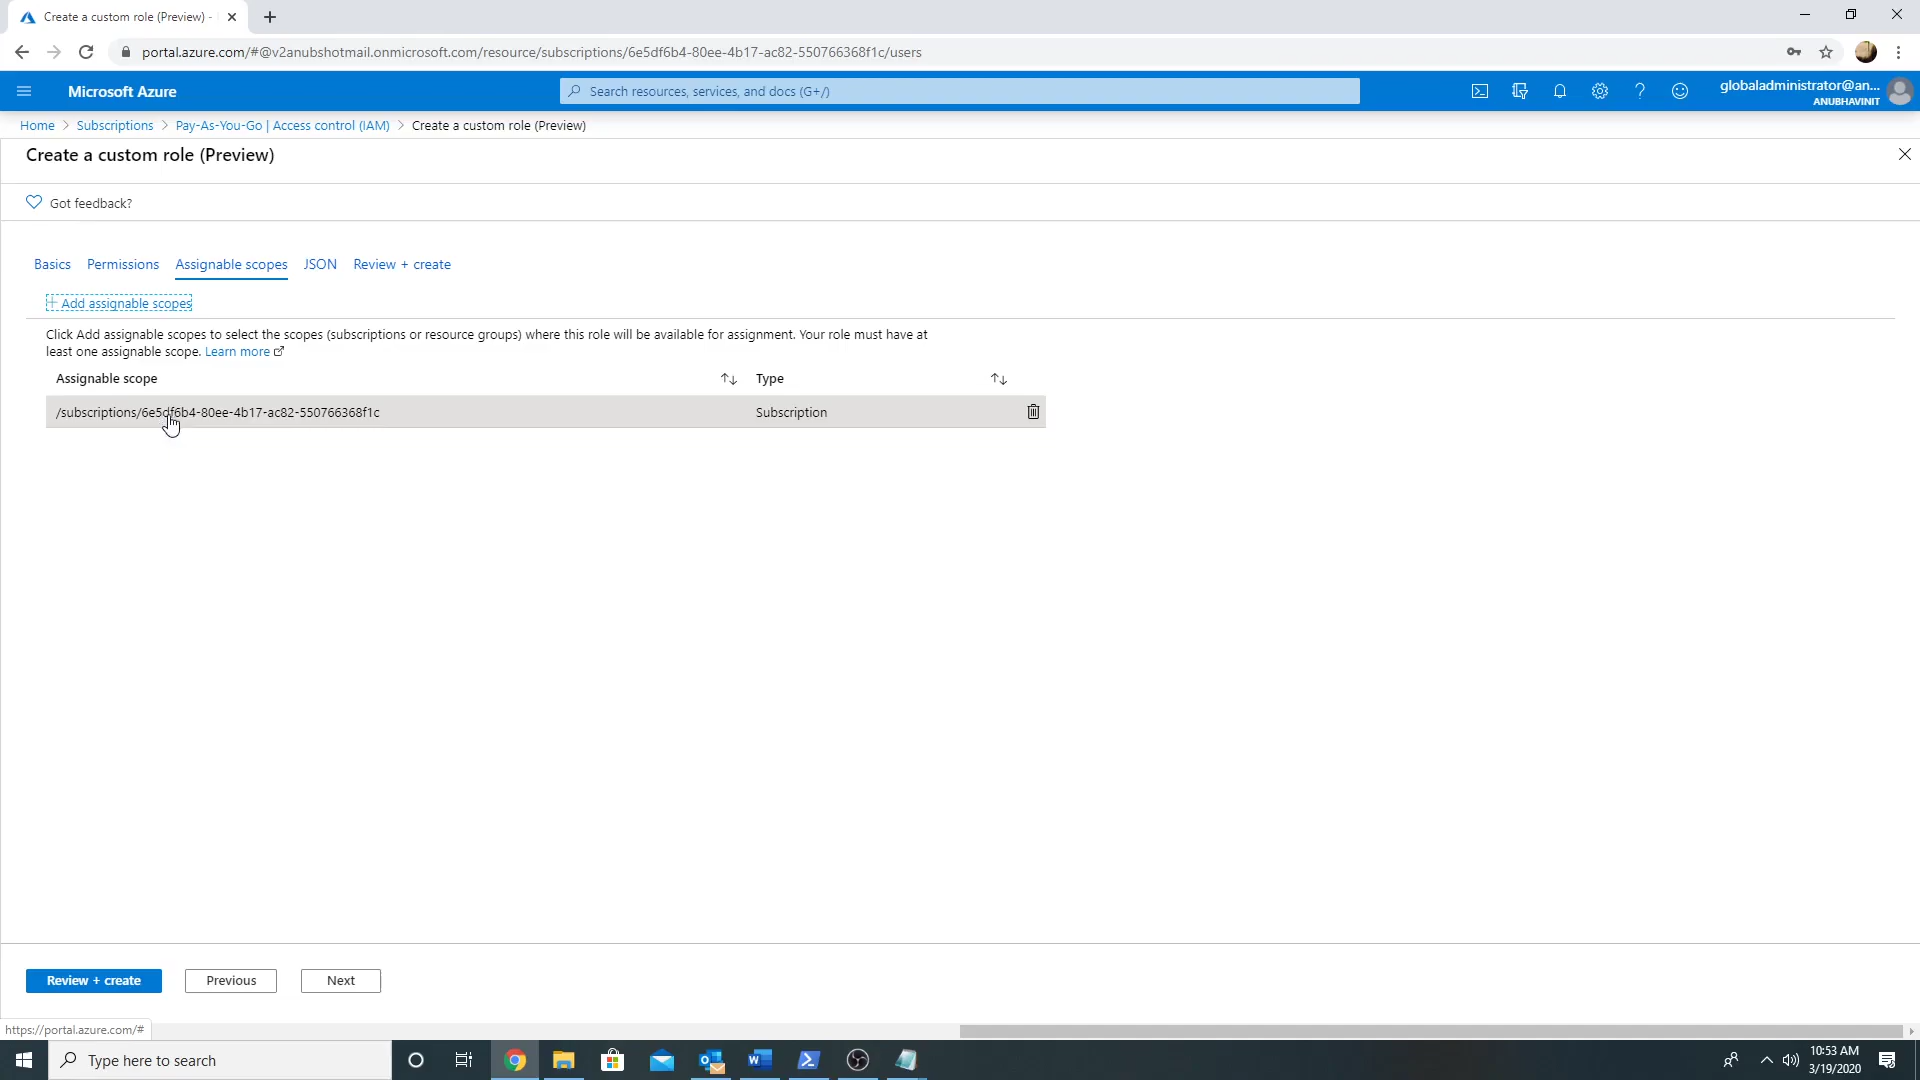 Create a custom role (Preview) -
portal.azure.com/#@v2anubshotmail.onmicrosoft.com/resource/subscriptions/6e5df6b4-80ee-4b17-ac82-550766368f1c/users
Microsoft Azure
Search resources, services, and docs (G+/)
globaladministrator@an...
ANUBHAVINIT
Home > Subscriptions > Pay-As-You-Go | Access control (IAM) > Create a custom role (Preview)
Create a custom role (Preview)
Got feedback?
Basics Permissions Assignable scopes JSON Review + create
+ Add assignable scopes
Click Add assignable scopes to select the scopes (subscriptions or resource groups) where this role will be available for assignment. Your role must have at
least one assignable scope. Learn more
Assignable scope Type
/subscriptions/6e5df6b4-80ee-4b17-ac82-550766368f1c Subscription
Review + create Previous Next
https://portal.azure.com/#
Type here to search
10:53 AM
3/19/2020